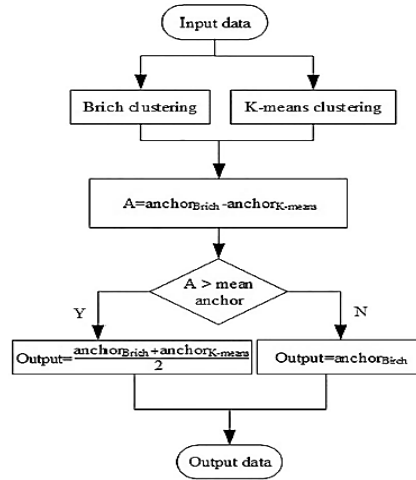 Input data
Brich clustering
K-means clustering
A=anchorBrich-anchorK-means
A > mean
anchor
Y
N
Output=anchorBrich+anchorK-means
2
Output=anchorBirch
Output data